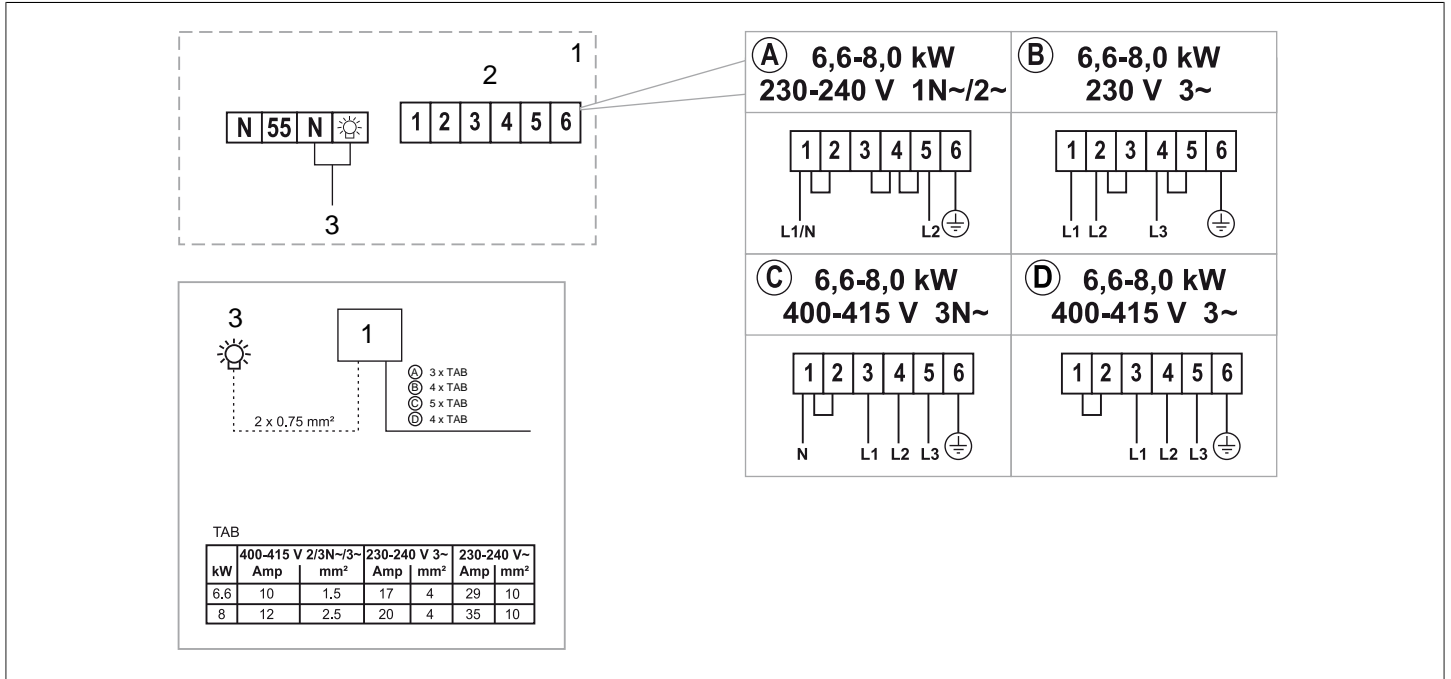 1
2
N 55 N
1 2 3 4 5 6
3
A 6,6-8,0 kW
230-240 V 1N~/2~
1 2 3 4 5 6
L1/N L2
B 6,6-8,0 kW
230 V 3~
1 2 3 4 5 6
L1 L2 L3
C 6,6-8,0 kW
400-415 V 3N~
1 2 3 4 5 6
N L1 L2 L3
D 6,6-8,0 kW
400-415 V 3~
1 2 3 4 5 6
L1 L2 L3
3
1
A 3 x TAB
B 4 x TAB
C 5 x TAB
D 4 x TAB
2 x 0.75 mm²
TAB
400-415 V 2/3N~/3~ 230-240 V 3~ 230-240 V~
kW Amp mm² Amp mm² Amp mm²
6.6 10 1.5 17 4 29 10
8 12 2.5 20 4 35 10